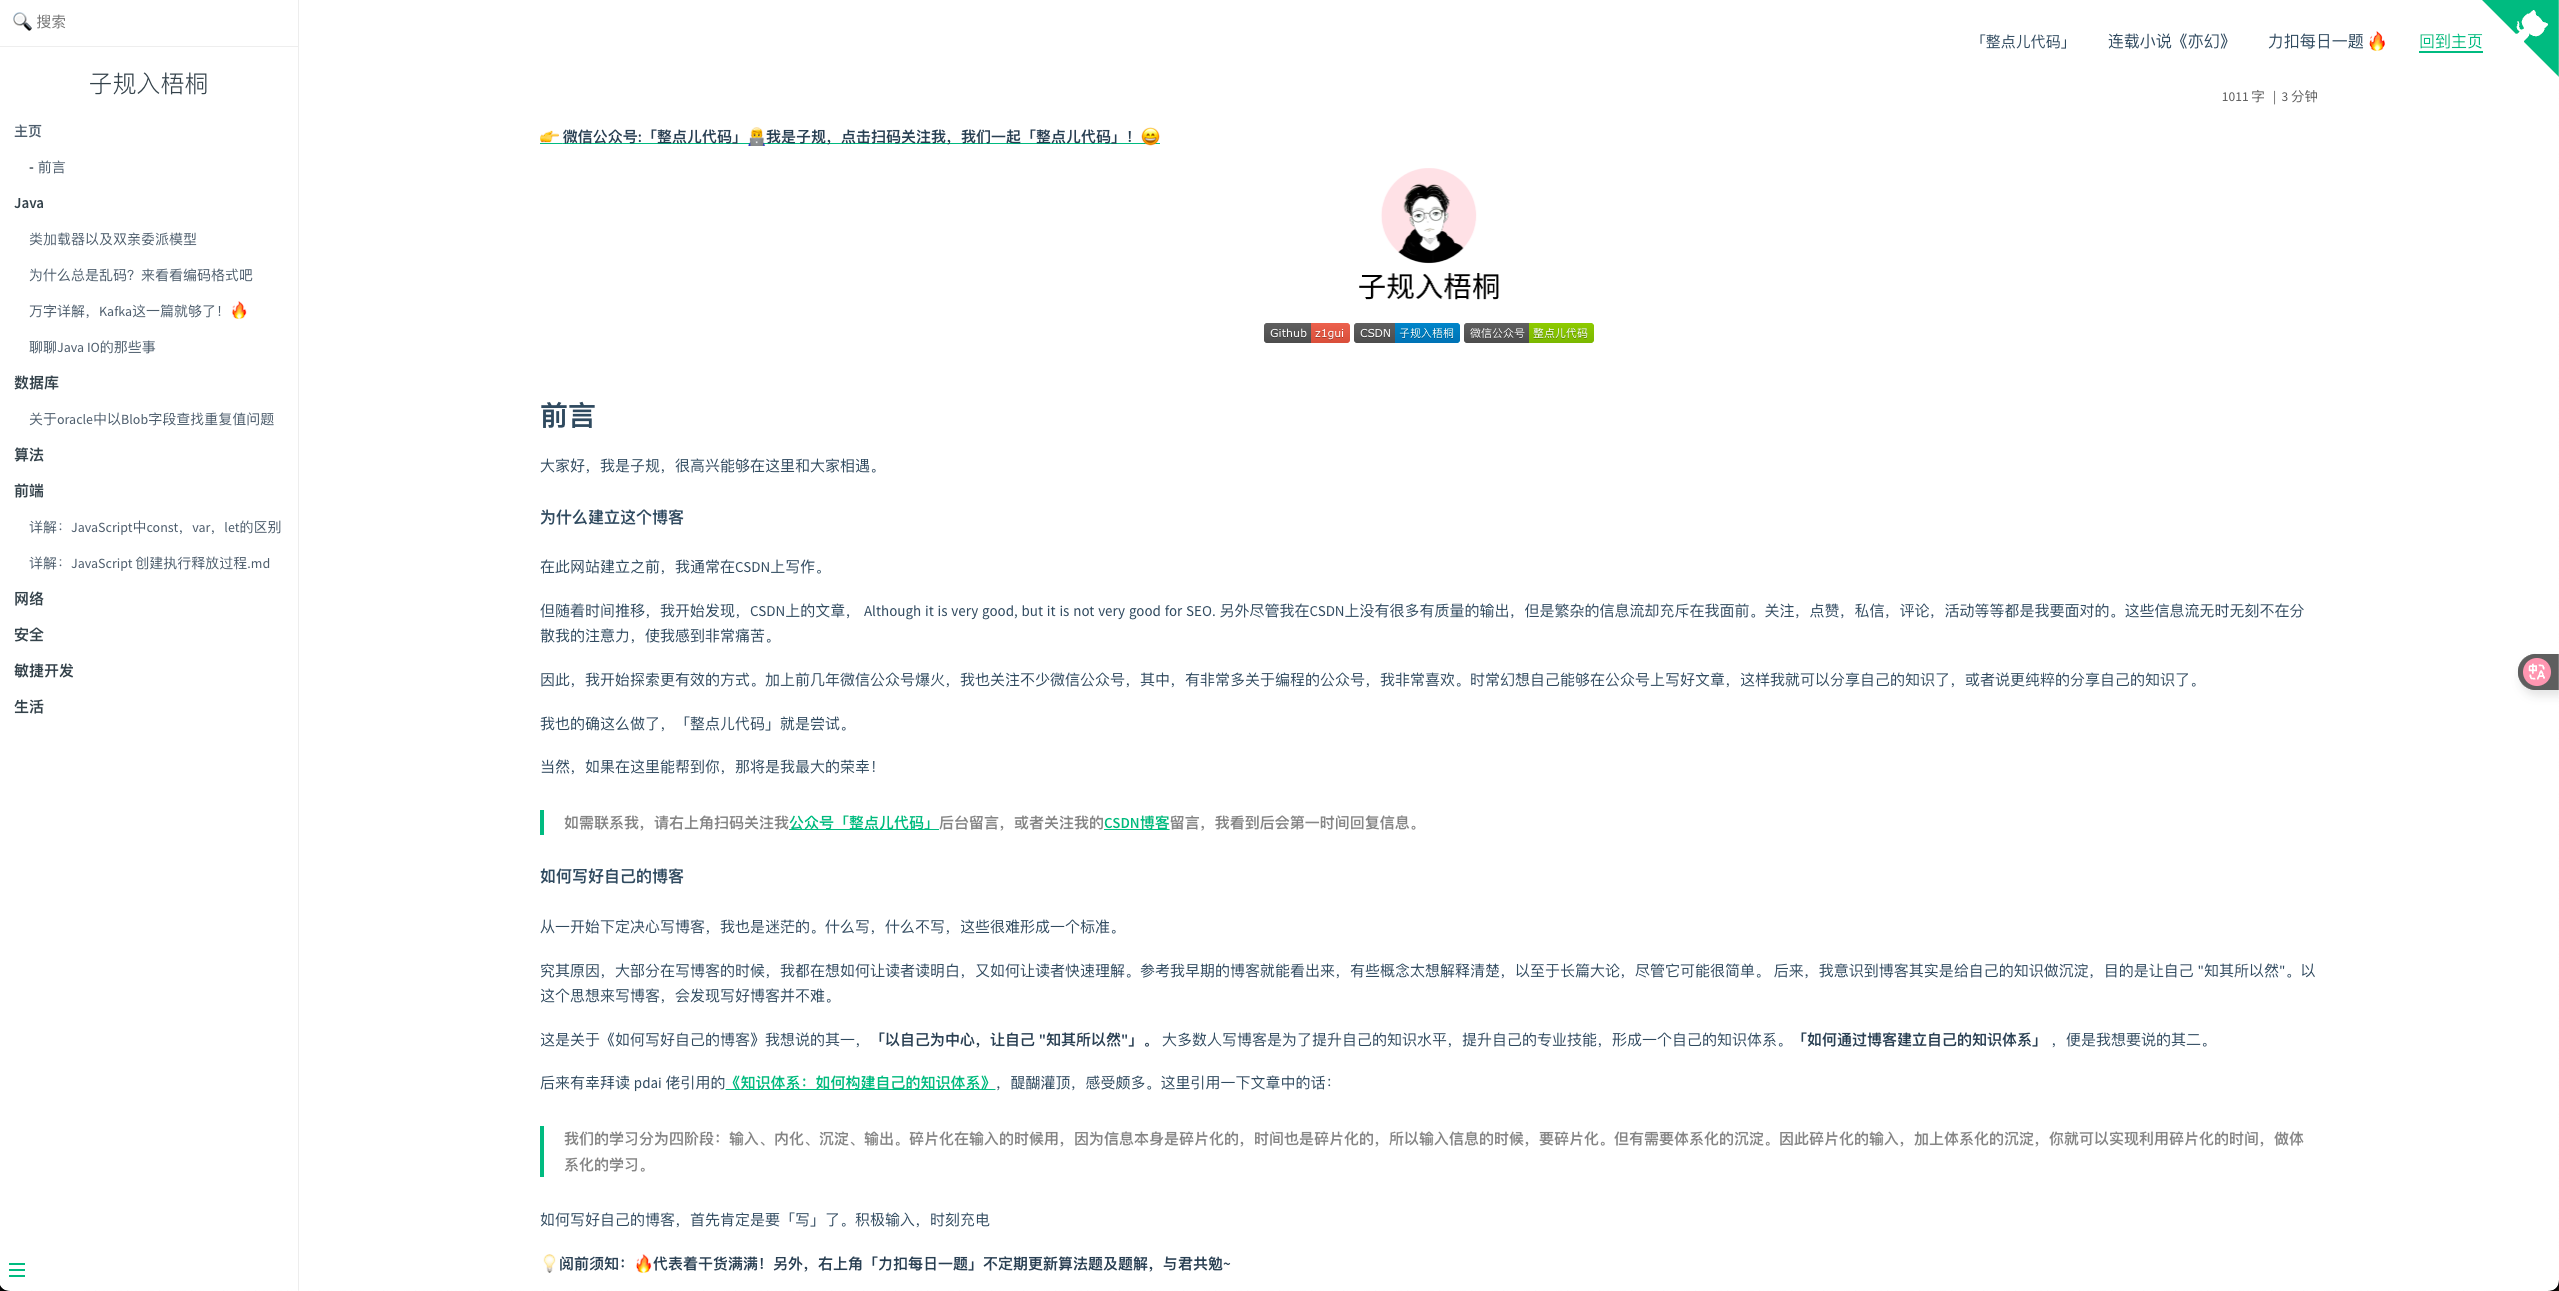 搜索
子规入梧桐
主页
- 前言
Java
类加载器以及双亲委派模型
为什么总是乱码？来看看编码格式吧
万字详解，Kafka这一篇就够了！🔥
聊聊Java IO的那些事
数据库
关于oracle中以Blob字段查找重复值问题
算法
前端
详解：JavaScript中const，var，let的区别
详解：JavaScript 创建执行释放过程.md
网络
安全
敏捷开发
生活
「整点儿代码」 连载小说《亦幻》 力扣每日一题 🔥 回到主页
1011 字 | 3 分钟
👉 微信公众号:「整点儿代码」👨‍💻我是子规，点击扫码关注我，我们一起「整点儿代码」！😄
子规入梧桐
Github z1gui CSDN 子规入梧桐 微信公众号 整点儿代码
前言
大家好，我是子规，很高兴能够在这里和大家相遇。
为什么建立这个博客
在此网站建立之前，我通常在CSDN上写作。
但随着时间推移，我开始发现，CSDN上的文章， Although it is very good, but it is not very good for SEO. 另外尽管我在CSDN上没有很多有质量的输出，但是繁杂的信息流却充斥在我面前。关注，点赞，私信，评论，活动等等都是我要面对的。这些信息流无时无刻不在分
散我的注意力，使我感到非常痛苦。
因此，我开始探索更有效的方式。加上前几年微信公众号爆火，我也关注不少微信公众号，其中，有非常多关于编程的公众号，我非常喜欢。时常幻想自己能够在公众号上写好文章，这样我就可以分享自己的知识了，或者说更纯粹的分享自己的知识了。
我也的确这么做了，「整点儿代码」就是尝试。
当然，如果在这里能帮到你，那将是我最大的荣幸！
如需联系我，请右上角扫码关注我公众号「整点儿代码」后台留言，或者关注我的CSDN博客留言，我看到后会第一时间回复信息。
如何写好自己的博客
从一开始下定决心写博客，我也是迷茫的。什么写，什么不写，这些很难形成一个标准。
究其原因，大部分在写博客的时候，我都在想如何让读者读明白，又如何让读者快速理解。参考我早期的博客就能看出来，有些概念太想解释清楚，以至于长篇大论，尽管它可能很简单。 后来，我意识到博客其实是给自己的知识做沉淀，目的是让自己 "知其所以然"。以
这个思想来写博客，会发现写好博客并不难。
这是关于《如何写好自己的博客》我想说的其一，「以自己为中心，让自己 "知其所以然"」。 大多数人写博客是为了提升自己的知识水平，提升自己的专业技能，形成一个自己的知识体系。「如何通过博客建立自己的知识体系」 ，便是我想要说的其二。
后来有幸拜读 pdai 佬引用的《知识体系：如何构建自己的知识体系》，醍醐灌顶，感受颇多。这里引用一下文章中的话：
我们的学习分为四阶段：输入、内化、沉淀、输出。碎片化在输入的时候用，因为信息本身是碎片化的，时间也是碎片化的，所以输入信息的时候，要碎片化。但有需要体系化的沉淀。因此碎片化的输入，加上体系化的沉淀，你就可以实现利用碎片化的时间，做体
系化的学习。
如何写好自己的博客，首先肯定是要「写」了。积极输入，时刻充电
💡阅前须知：🔥代表着干货满满！另外，右上角「力扣每日一题」不定期更新算法题及题解，与君共勉~